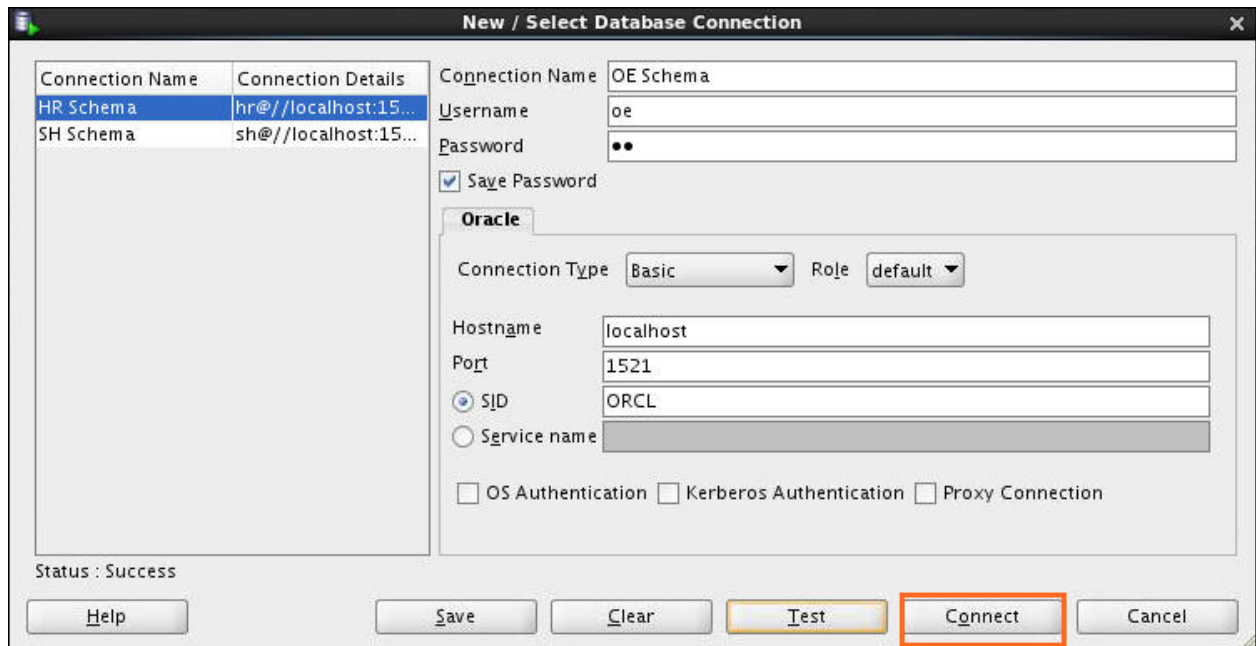 New / Select Database Connection
Connection Name Connection Details
HR Schema hr@//localhost:15...
SH Schema sh@//localhost:15...
Connection Name OE Schema
Username oe
Password ●●
Save Password
Oracle
Connection Type Basic Role default
Hostname localhost
Port 1521
SID ORCL
Service name
OS Authentication Kerberos Authentication Proxy Connection
Status : Success
Help Save Clear Test Connect Cancel